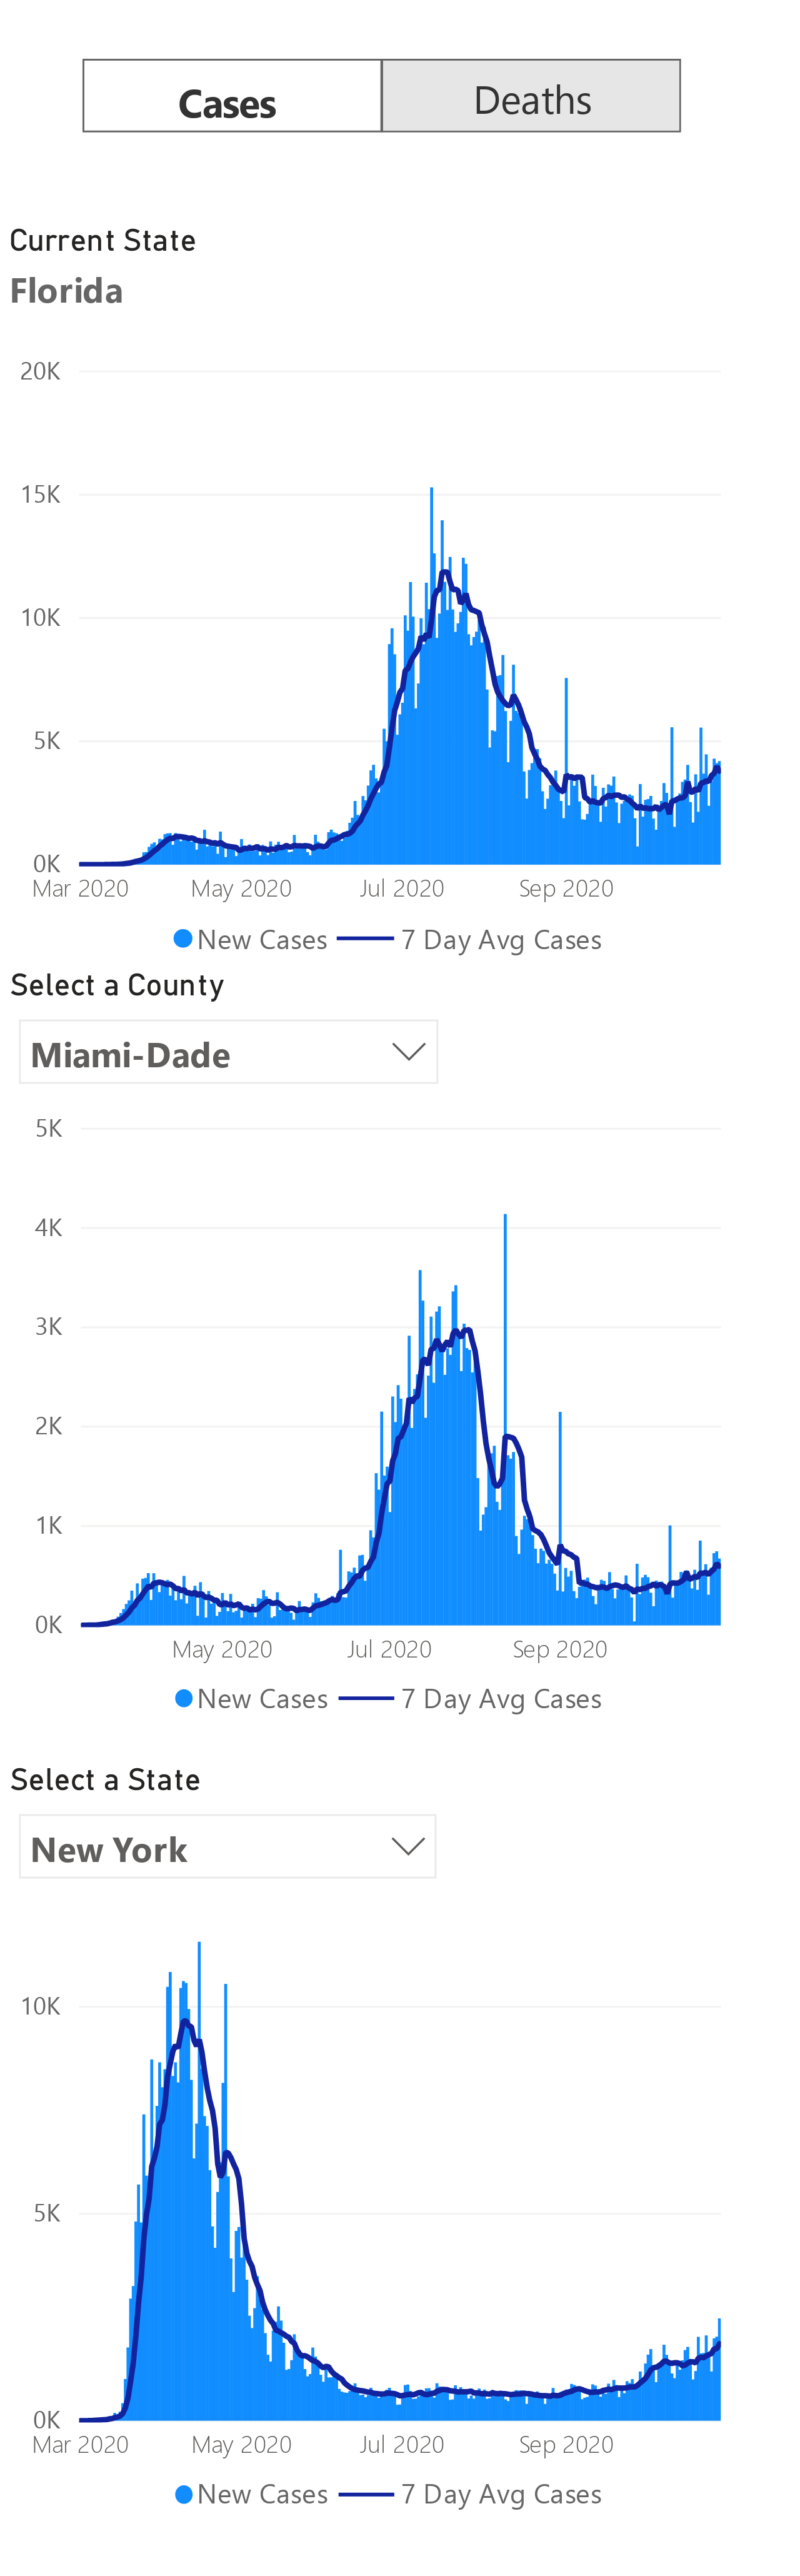 Cases Deaths
Current State
Florida
20K
15K
10K
5K
0K
Mar 2020 May 2020 Jul 2020 Sep 2020
New Cases 7 Day Avg Cases
Select a County
Miami-Dade
5K
4K
3K
2K
1K
0K
May 2020 Jul 2020 Sep 2020
New Cases 7 Day Avg Cases
Select a State
New York
10K
5K
0K
Mar 2020 May 2020 Jul 2020 Sep 2020
New Cases 7 Day Avg Cases